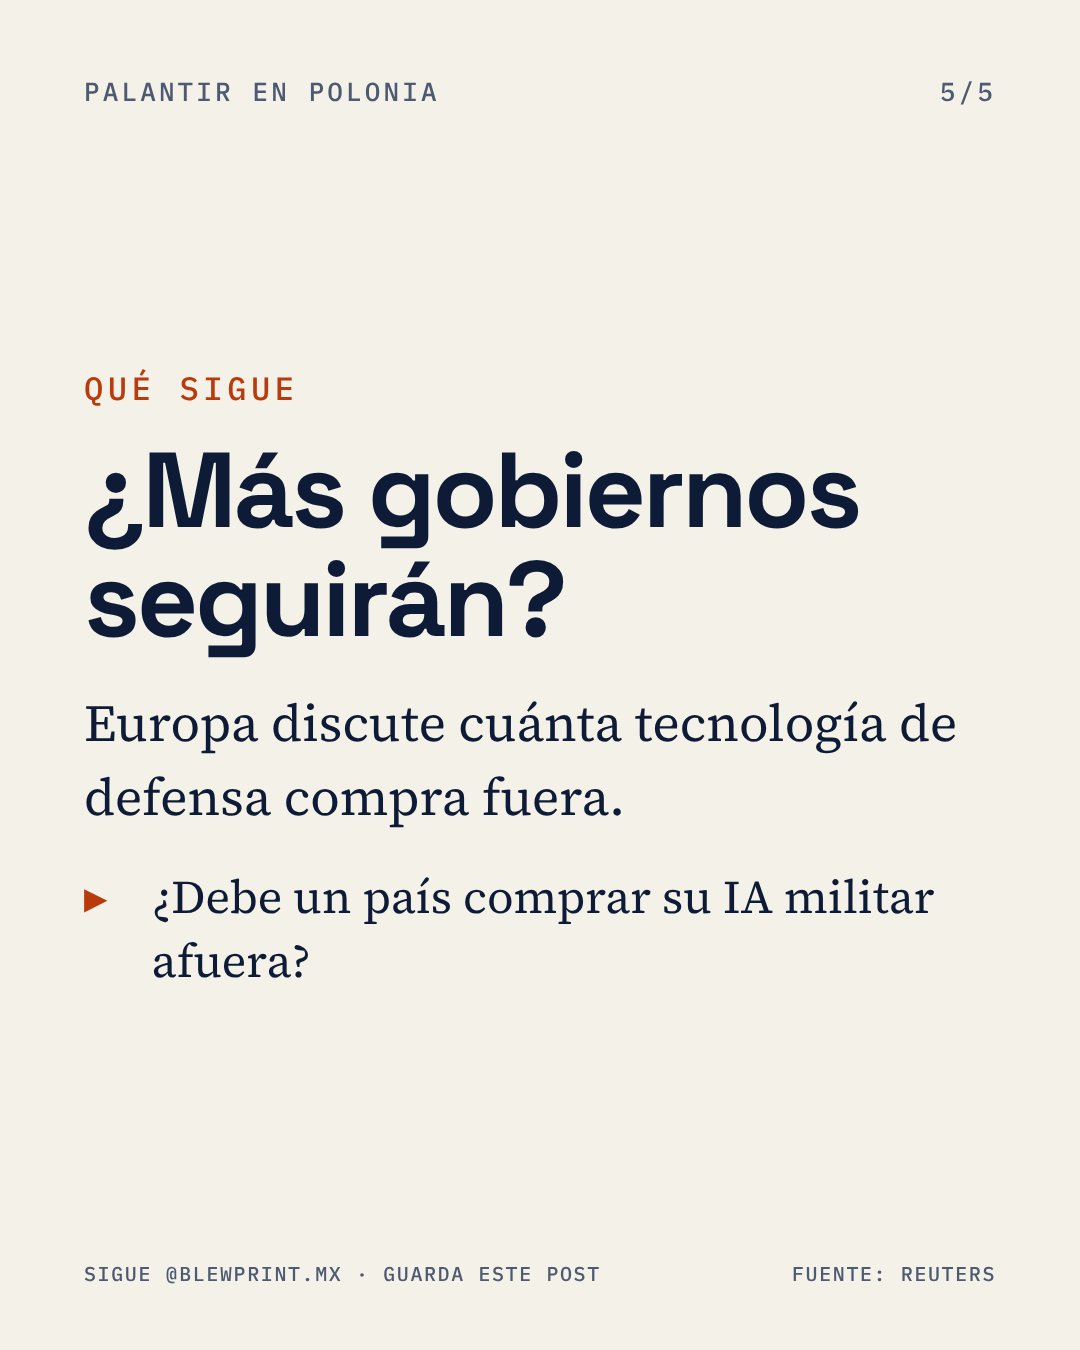 PALANTIR EN POLONIA
5/5
QUÉ SIGUE
¿Más gobiernos
seguirán?
Europa discute cuánta tecnología de
defensa compra fuera.
▶ ¿Debe un país comprar su IA militar
afuera?
SIGUE @BLEWPRINT.MX · GUARDA ESTE POST
FUENTE: REUTERS